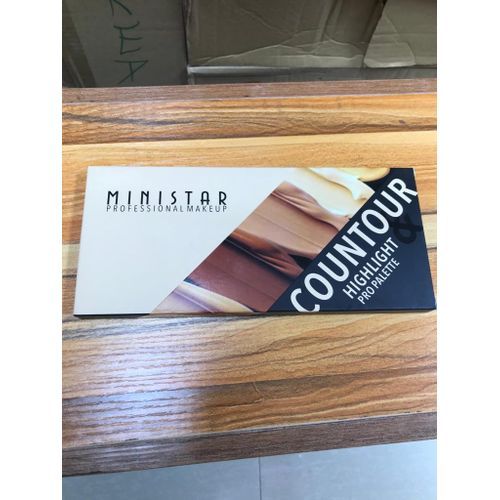 MINISTAR
PROFESSIONAL MAKEUP
COUNTOUR
&
HIGHLIGHT
PRO PALETTE